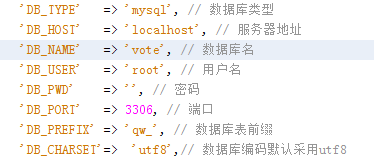 'DB_TYPE' => 'mysql', // 数据库类型
'DB_HOST' => 'localhost', // 服务器地址
'DB_NAME' => 'vote', // 数据库名
'DB_USER' => 'root', // 用户名
'DB_PWD' => '', // 密码
'DB_PORT' => 3306, // 端口
'DB_PREFIX' => 'qw_', // 数据库表前缀
'DB_CHARSET'=> 'utf8',// 数据库编码默认采用utf8